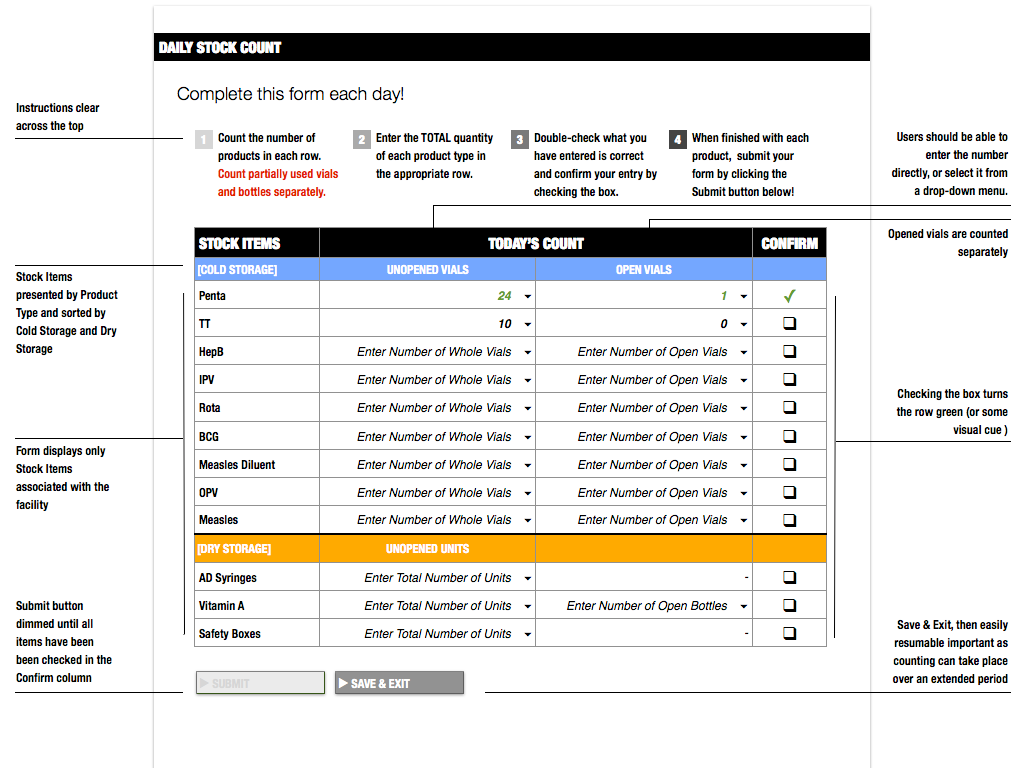 DAILY STOCK COUNT
Complete this form each day!
Instructions clear
across the top
1 Count the number of
products in each row.
Count partially used vials
and bottles separately.
2 Enter the TOTAL quantity
of each product type in
the appropriate row.
3 Double-check what you
have entered is correct
and confirm your entry by
checking the box.
4 When finished with each
product, submit your
form by clicking the
Submit button below!
Users should be able to
enter the number
directly, or select it from
a drop-down menu.
Opened vials are counted
separately
STOCK ITEMS TODAY'S COUNT CONFIRM
[COLD STORAGE] UNOPENED VIALS OPEN VIALS
Penta 24 1 ✓
TT 10 0
HepB Enter Number of Whole Vials Enter Number of Open Vials
IPV Enter Number of Whole Vials Enter Number of Open Vials
Rota Enter Number of Whole Vials Enter Number of Open Vials
BCG Enter Number of Whole Vials Enter Number of Open Vials
Measles Diluent Enter Number of Whole Vials Enter Number of Open Vials
OPV Enter Number of Whole Vials Enter Number of Open Vials
Measles Enter Number of Whole Vials Enter Number of Open Vials
[DRY STORAGE] UNOPENED UNITS
AD Syringes Enter Total Number of Units -
Vitamin A Enter Total Number of Units Enter Number of Open Bottles
Safety Boxes Enter Total Number of Units -
SUBMIT
SAVE & EXIT
Stock Items
presented by Product
Type and sorted by
Cold Storage and Dry
Storage
Form displays only
Stock Items
associated with the
facility
Submit button
dimmed until all
items have been
been checked in the
Confirm column
Checking the box turns
the row green (or some
visual cue )
Save & Exit, then easily
resumable important as
counting can take place
over an extended period